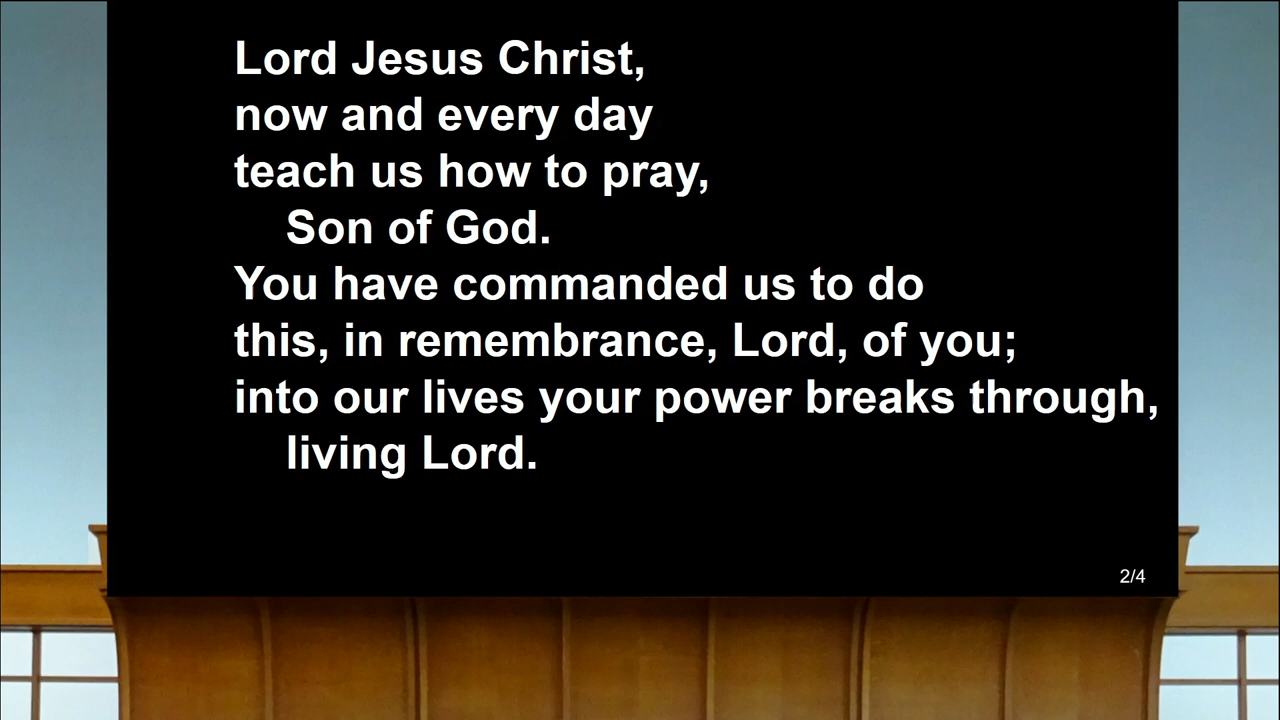 Lord Jesus Christ,
now and every day
teach us how to pray,
Son of God.
You have commanded us to do
this, in remembrance, Lord, of you;
into our lives your power breaks through,
living Lord.
2/4